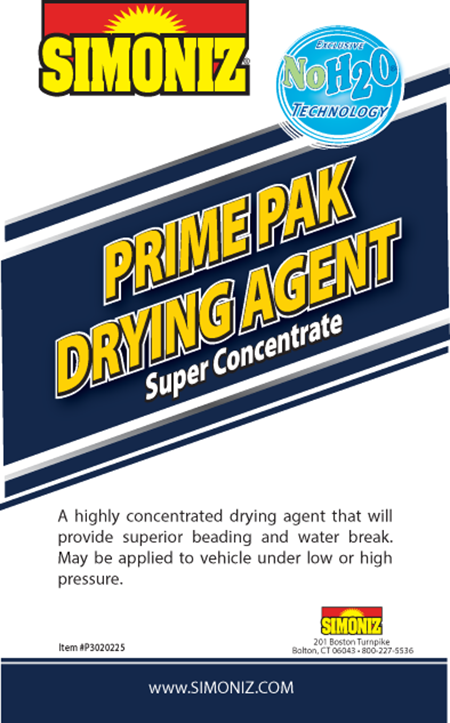 SIMONIZ®
EXCLUSIVE
NoH2O
TECHNOLOGY
PRIME PAK
DRYING AGENT
Super Concentrate
A highly concentrated drying agent that will
provide superior beading and water break.
May be applied to vehicle under low or high
pressure.
SIMONIZ
201 Boston Turnpike
Bolton, CT 06043 • 800-227-5536
Item #P3020225
www.SIMONIZ.COM